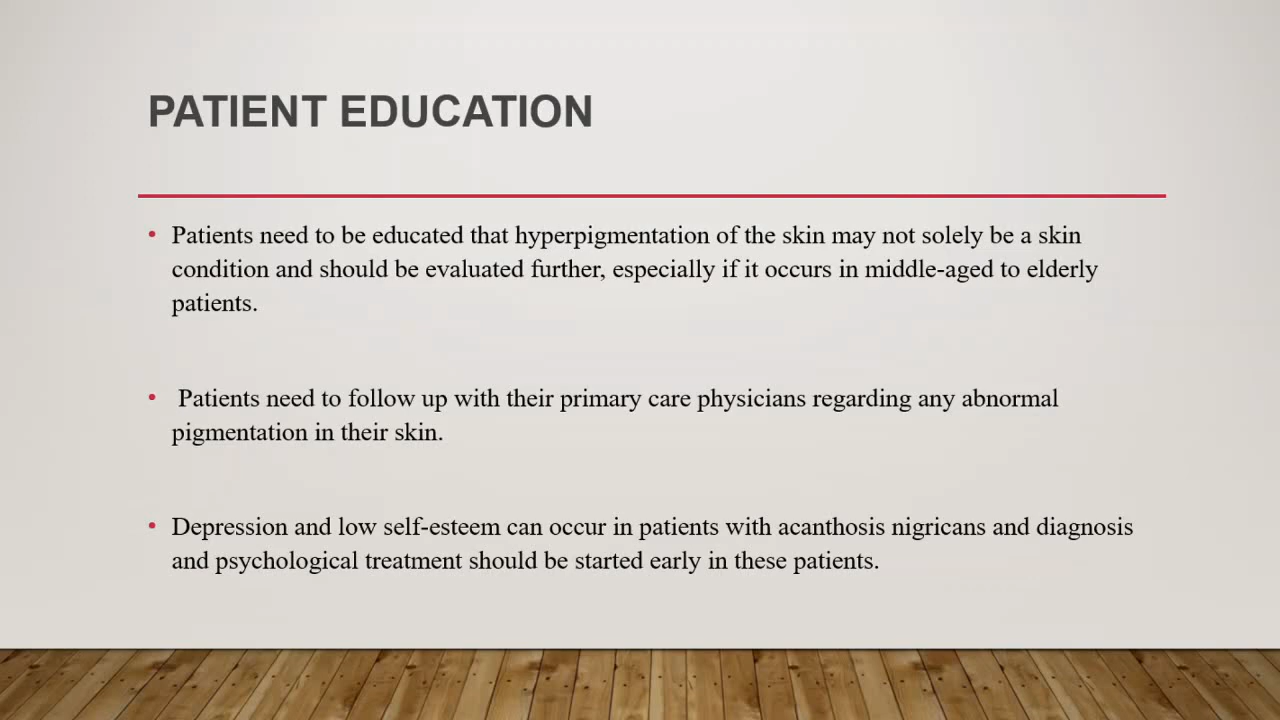 PATIENT EDUCATION
• Patients need to be educated that hyperpigmentation of the skin may not solely be a skin
condition and should be evaluated further, especially if it occurs in middle-aged to elderly
patients.
• Patients need to follow up with their primary care physicians regarding any abnormal
pigmentation in their skin.
• Depression and low self-esteem can occur in patients with acanthosis nigricans and diagnosis
and psychological treatment should be started early in these patients.